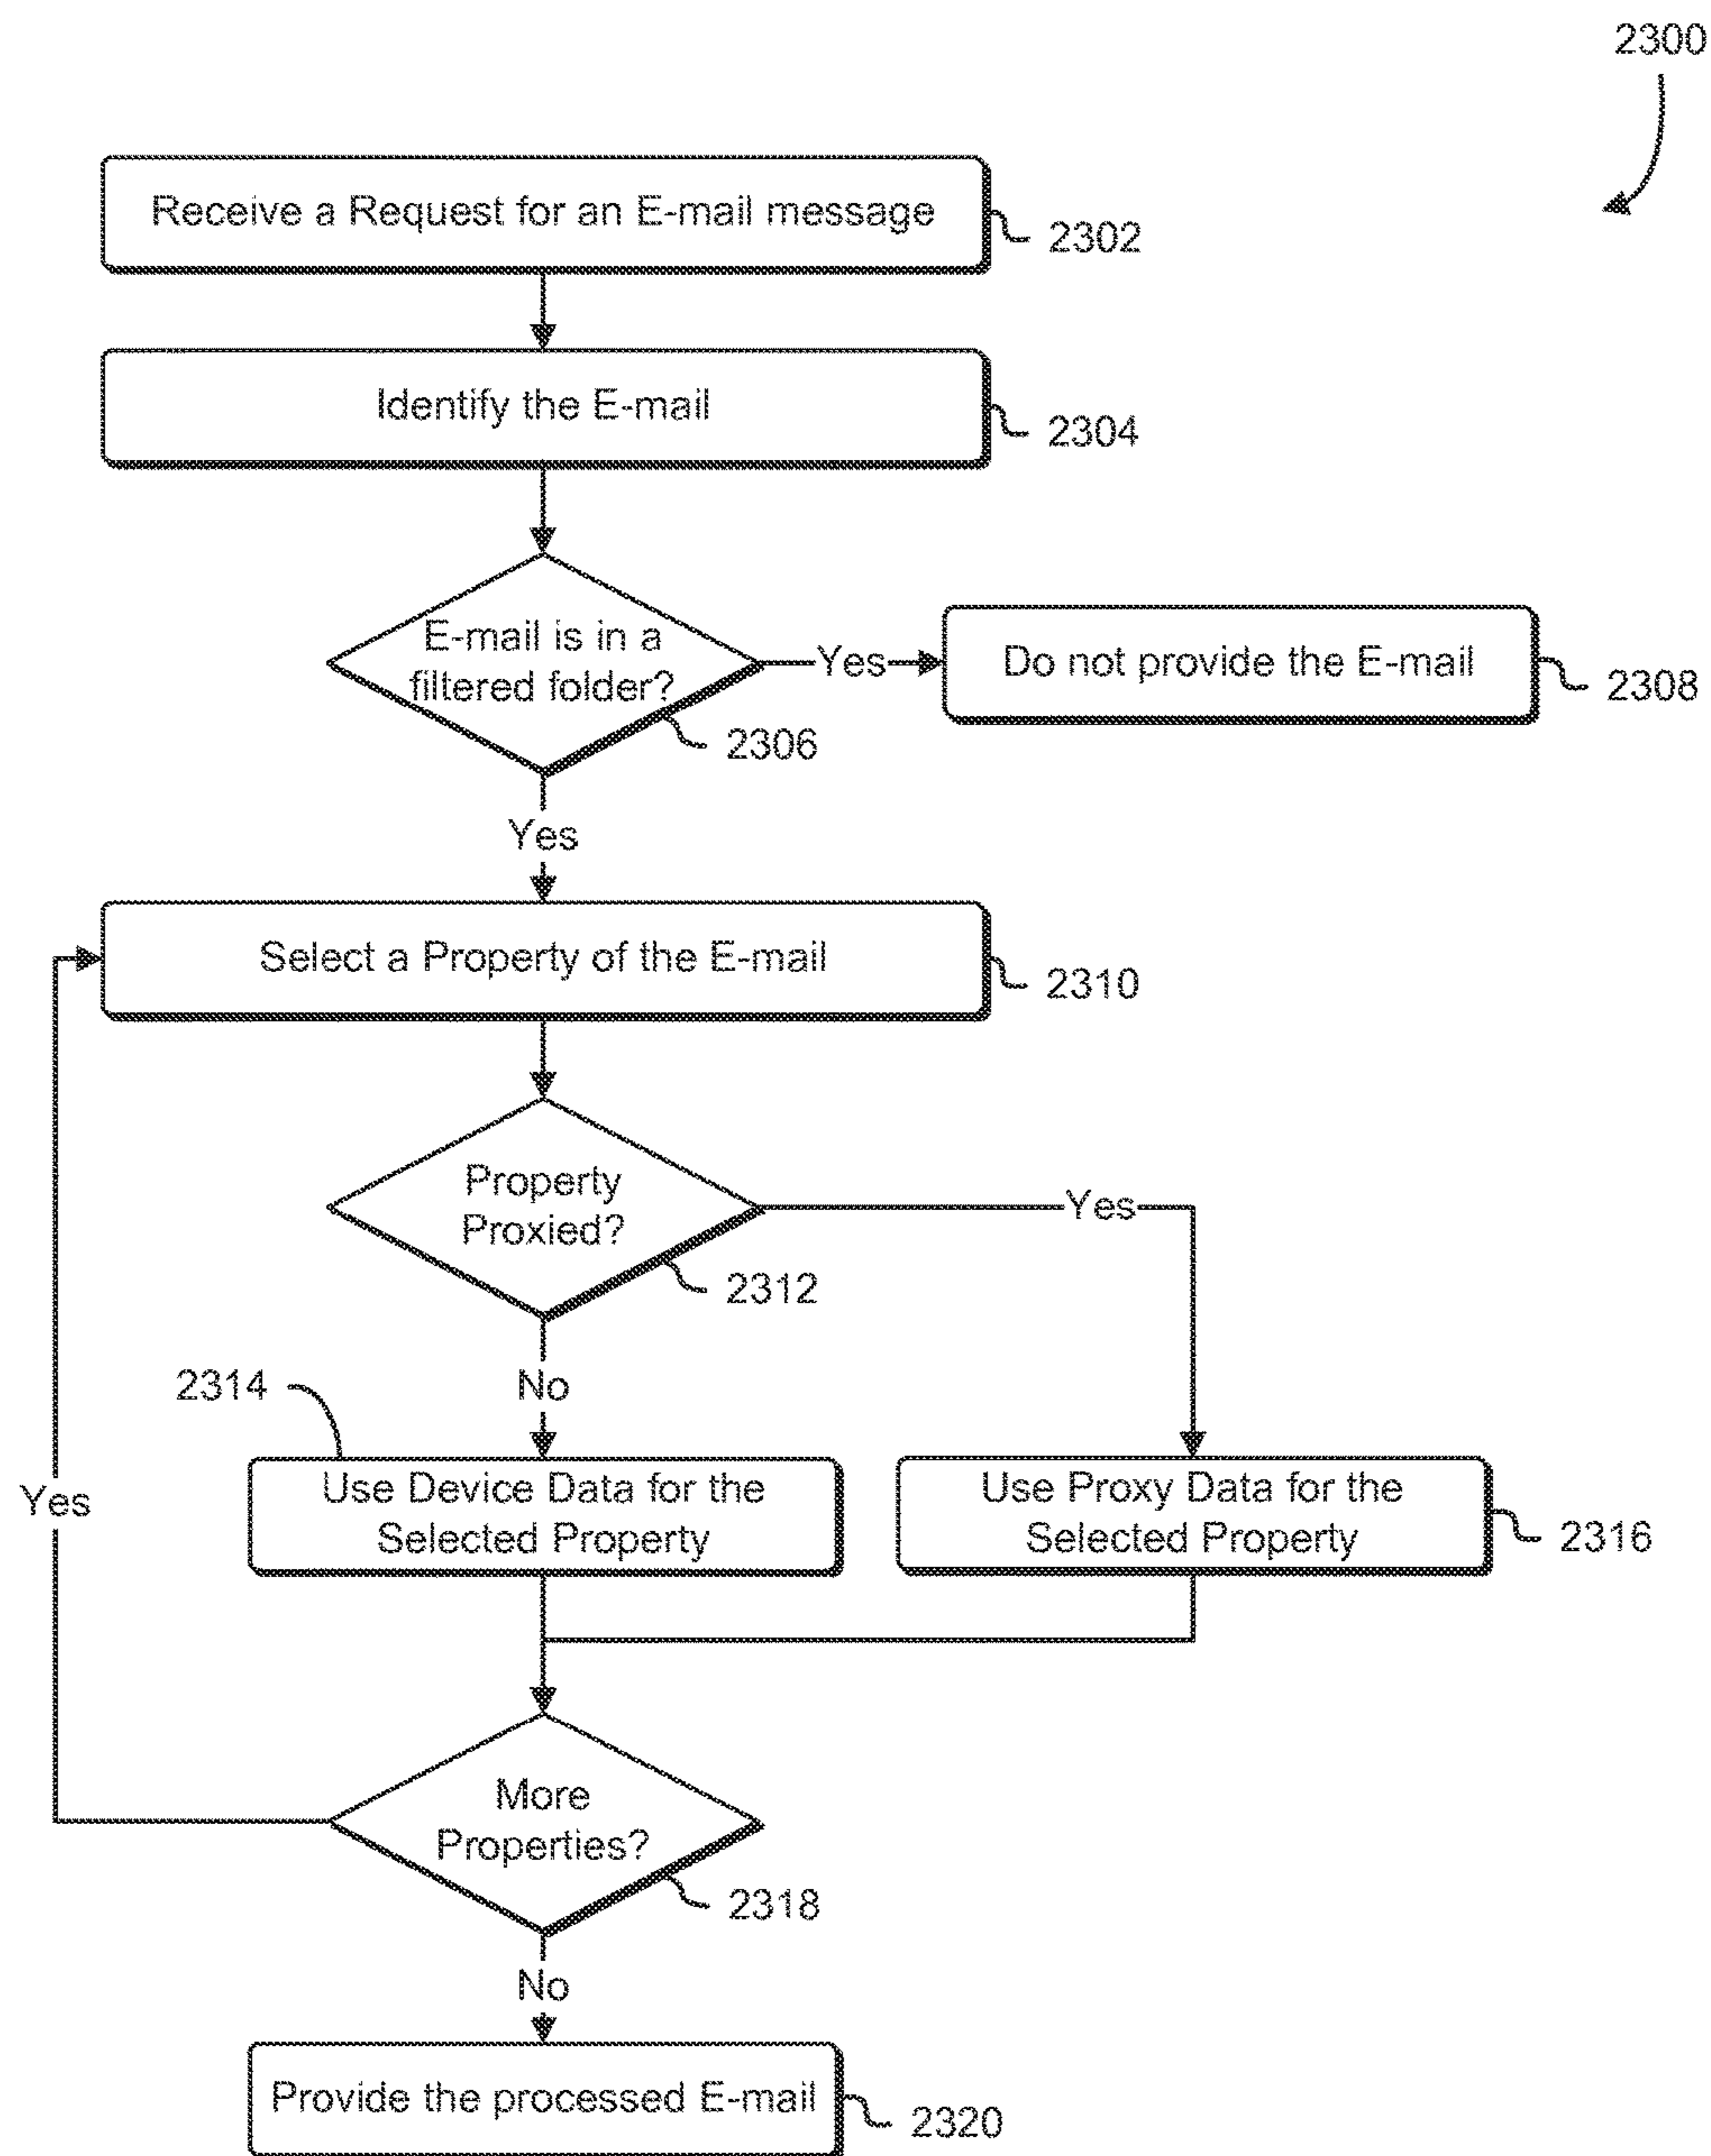 2300
Receive a Request for an E-mail message
2302
Identify the E-mail
2304
E-mail is in a
filtered folder?
Yes
Do not provide the E-mail
2308
2306
Yes
Select a Property of the E-mail
2310
Property
Proxied?
Yes
2312
2314
No
Yes
Use Device Data for the
Selected Property
Use Proxy Data for the
Selected Property
2316
More
Properties?
2318
No
Provide the processed E-mail
2320